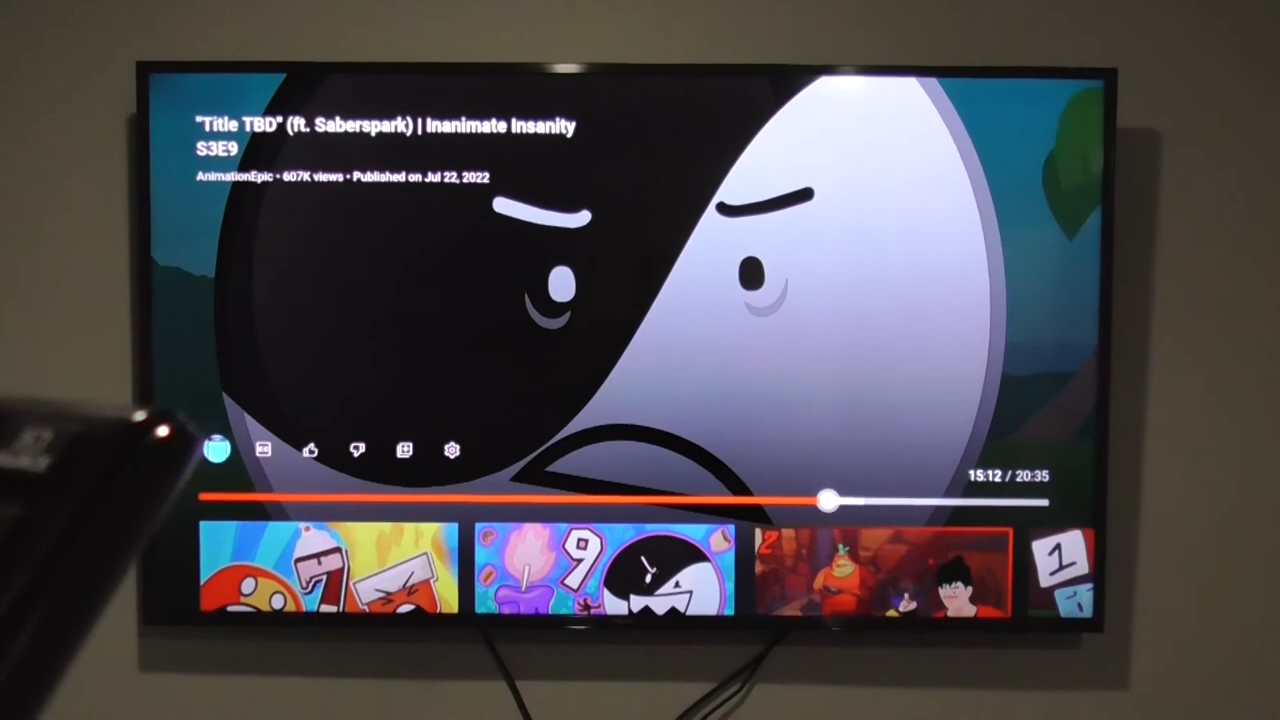 "Title TBD" (ft. Saberspark) | Inanimate Insanity
S3E9
AnimationEpic • 607K views • Published on Jul 22, 2022
CC
15:12 / 20:35
7
9
2
1